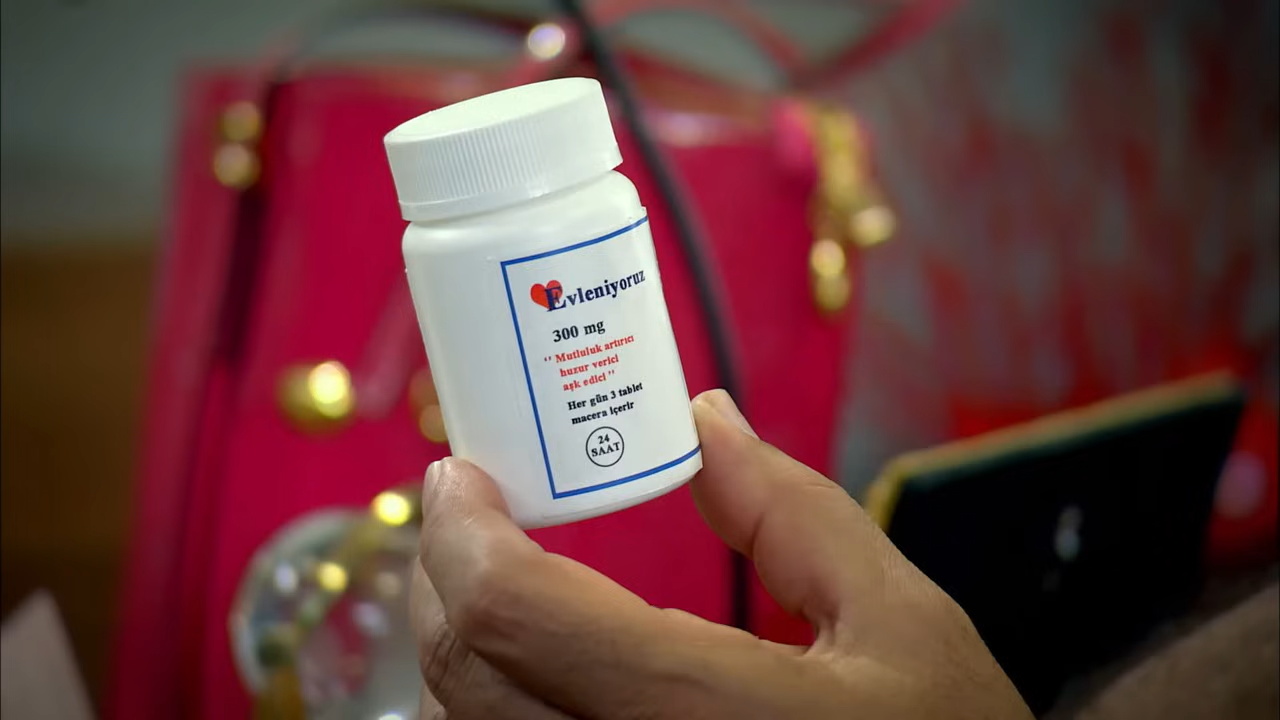 Evleniyoruz
300 mg
“ Mutluluk artırıcı
huzur verici
aşk edici ”
Her gün 3 tablet
macera içerir
24
SAAT